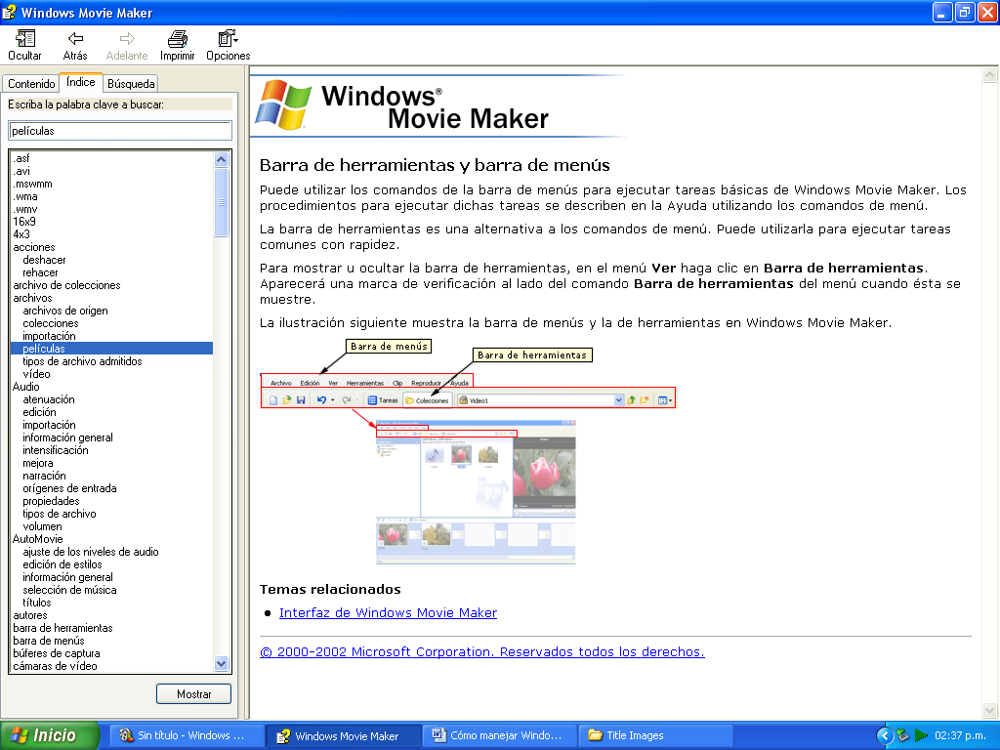 Windows Movie Maker
Ocultar Atrás Adelante Imprimir Opciones
Contenido Índice Búsqueda
Escriba la palabra clave a buscar:
películas
.asf
.avi
.mswmm
.wma
.wmv
16x9
4x3
acciones
deshacer
rehacer
archivo de colecciones
archivos
archivos de origen
colecciones
importación
películas
tipos de archivo admitidos
vídeo
Audio
atenuación
edición
importación
información general
intensificación
mejora
narración
orígenes de entrada
propiedades
tipos de archivo
volumen
AutoMovie
ajuste de los niveles de audio
edición de estilos
información general
selección de música
títulos
autores
barra de herramientas
barra de menús
búferes de captura
cámaras de vídeo
Mostrar
Windows®
Movie Maker
Barra de herramientas y barra de menús
Puede utilizar los comandos de la barra de menús para ejecutar tareas básicas de Windows Movie Maker. Los
procedimientos para ejecutar dichas tareas se describen en la Ayuda utilizando los comandos de menú.
La barra de herramientas es una alternativa a los comandos de menú. Puede utilizarla para ejecutar tareas
comunes con rapidez.
Para mostrar u ocultar la barra de herramientas, en el menú Ver haga clic en Barra de herramientas.
Aparecerá una marca de verificación al lado del comando Barra de herramientas del menú cuando ésta se
muestre.
La ilustración siguiente muestra la barra de menús y la de herramientas en Windows Movie Maker.
Barra de menús
Barra de herramientas
Archivo Edición Ver Herramientas Clip Reproducir Ayuda
Tareas Colecciones Video1
Temas relacionados
• Interfaz de Windows Movie Maker
© 2000-2002 Microsoft Corporation. Reservados todos los derechos.
Inicio Sin título - Windows ... Windows Movie Maker Cómo manejar Windo... Title Images 02:37 p.m.